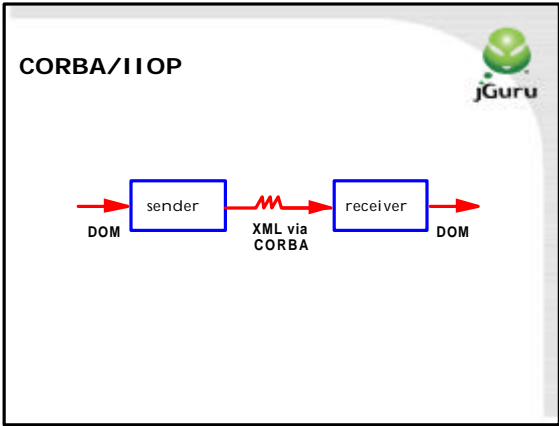 CORBA/IIOP
jGuru
sender
receiver
DOM
XML via
CORBA
DOM